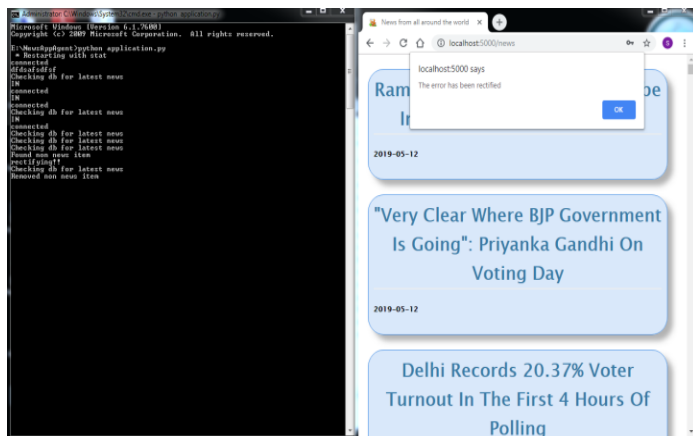 Administrator: C:\Windows\System32\cmd.exe - python application.py
Microsoft Windows [Version 6.1.7600]
Copyright (c) 2009 Microsoft Corporation. All rights reserved.
E:\NewsAppAgent>python application.py
* Restarting with stat
connected
dfdsafsdfsf
Checking db for latest news
IN
connected
IN
connected
Checking db for latest news
IN
connected
Checking db for latest news
Checking db for latest news
Checking db for latest news
Found non news item
rectifying!!
Checking db for latest news
Removed non news item
News from all around the world
localhost:5000/news
localhost:5000 says
The error has been rectified
OK
2019-05-12
"Very Clear Where BJP Government
Is Going": Priyanka Gandhi On
Voting Day
2019-05-12
Delhi Records 20.37% Voter
Turnout In The First 4 Hours Of
Polling